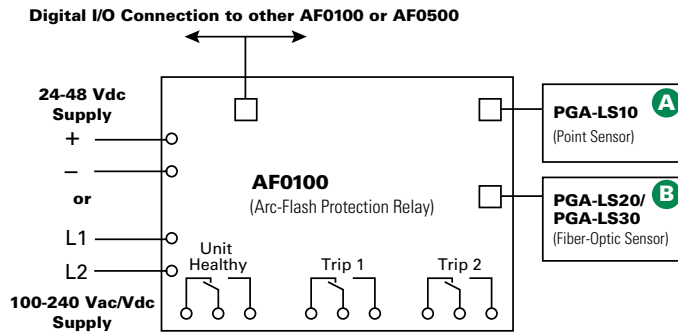 Digital I/O Connection to other AF0100 or AF0500
24-48 Vdc
Supply
+
–
or
L1
L2
100-240 Vac/Vdc
Supply
AF0100
(Arc-Flash Protection Relay)
Unit
Healthy
Trip 1
Trip 2
PGA-LS10
A
(Point Sensor)
PGA-LS20/
B
PGA-LS30
(Fiber-Optic Sensor)